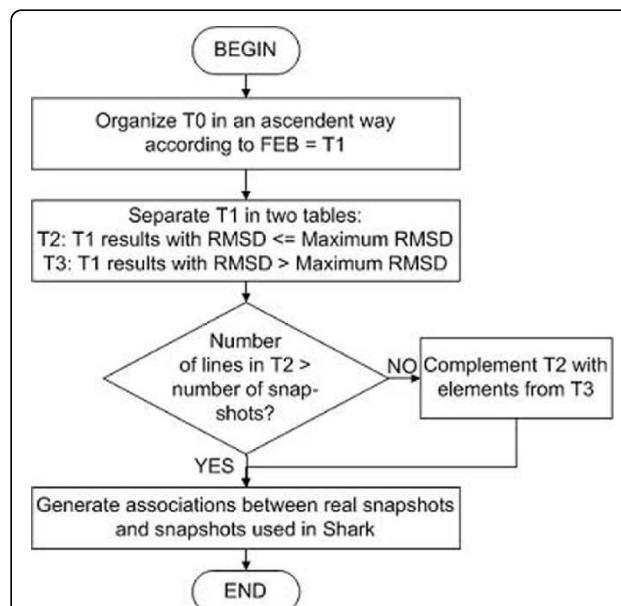 BEGIN
Organize T0 in an ascendent way
according to FEB = T1
Separate T1 in two tables:
T2: T1 results with RMSD <= Maximum RMSD
T3: T1 results with RMSD > Maximum RMSD
Number
of lines in T2 >
number of snap-
shots?
NO
Complement T2 with
elements from T3
YES
Generate associations between real snapshots
and snapshots used in Shark
END